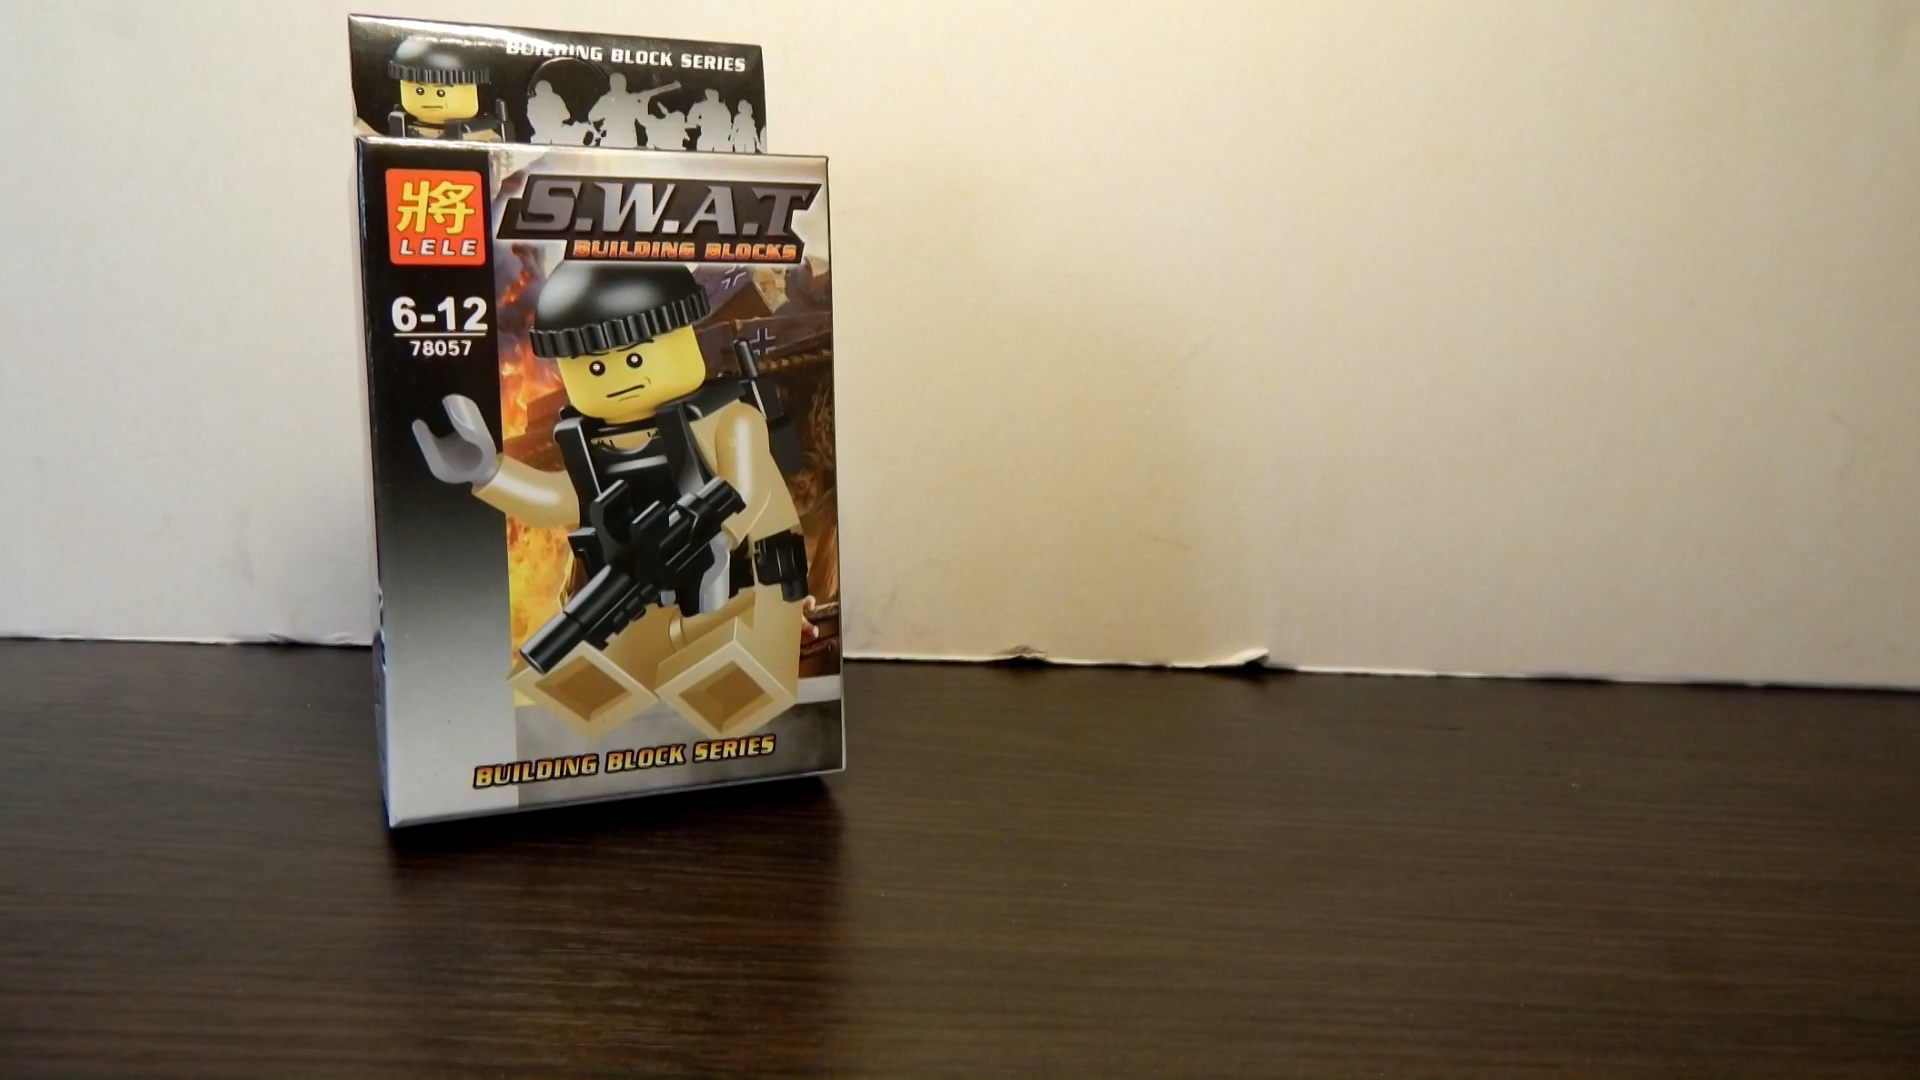 BUILDING BLOCK SERIES
將
LELE
S.W.A.T
BUILDING BLOCKS
6-12
78057
BUILDING BLOCK SERIES